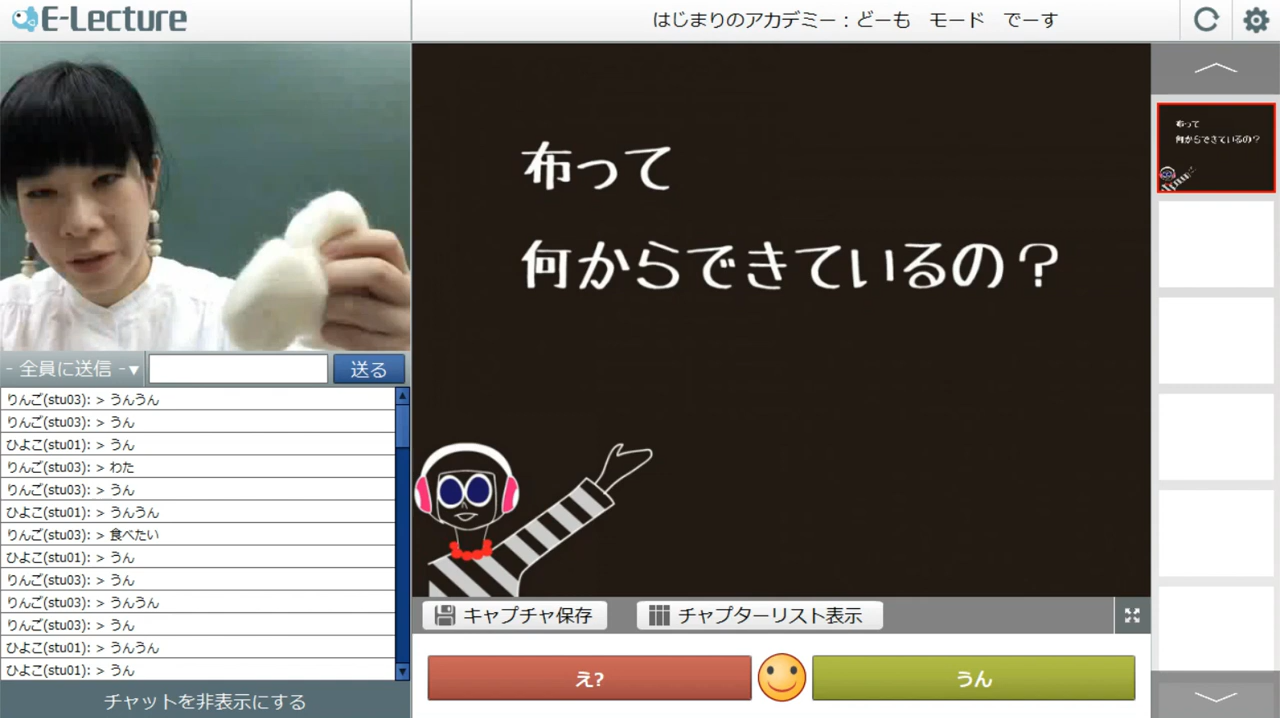 E-Lecture
はじまりのアカデミー：どーも　モード　でーす
布って
何からできているの？
布って
何からできているの？
- 全員に送信 -▼
送る
りんご(stu03): > うんうん
りんご(stu03): > うん
ひよこ(stu01): > うん
りんご(stu03): > わた
りんご(stu03): > うん
ひよこ(stu01): > うんうん
りんご(stu03): > 食べたい
ひよこ(stu01): > うん
りんご(stu03): > うん
りんご(stu03): > うんうん
りんご(stu03): > うん
ひよこ(stu01): > うんうん
ひよこ(stu01): > うん
チャットを非表示にする
キャプチャ保存
チャプターリスト表示
え?
うん